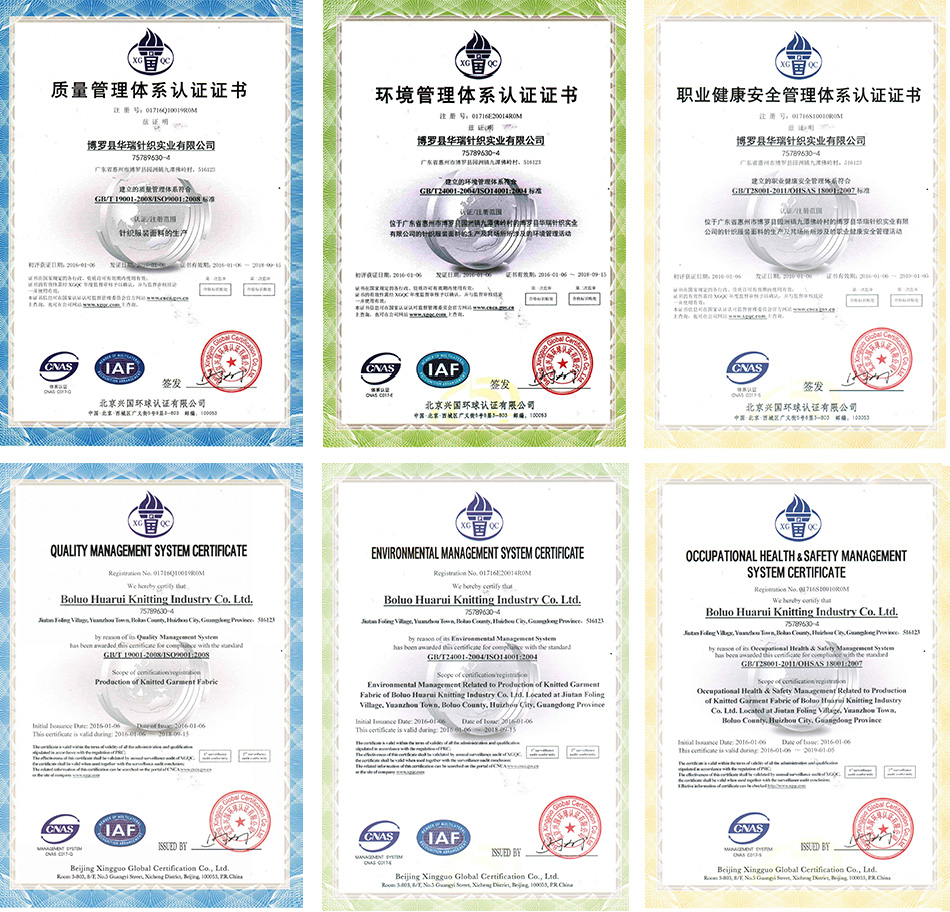 XG QC
质量管理体系认证证书
注 册 号：01716Q10019R0M
兹 证 明
博罗县华瑞针织实业有限公司
75789630-4
广东省惠州市博罗县园洲镇九潭佛岭村，516123
建立的质量管理体系符合
GB/T 19001-2008/ISO9001:2008 标准
认证/注册范围
针织服装面料的生产
初评获证日期：2016-01-06 发证日期：2016-01-06 证书有效期：2016-01-06 ～ 2018-09-15
CNAS
体系认证
CNAS C017-Q
IAF
签发
北京兴国环球认证有限公司
中国·北京·西城区广义街5号8层3-803 邮编：100053
XG QC
环境管理体系认证证书
注 册 号：01716E20014R0M
兹 证 明
博罗县华瑞针织实业有限公司
75789630-4
广东省惠州市博罗县园洲镇九潭佛岭村，516123
建立的环境管理体系符合
GB/T24001-2004/ISO14001:2004 标准
认证/注册范围
位于广东省惠州市博罗县园洲镇九潭佛岭村的博罗县华瑞针织实业
有限公司的针织服装面料的生产及其场所所涉及的环境管理活动
初评获证日期：2016-01-06 发证日期：2016-01-06 证书有效期：2016-01-06 ～ 2018-09-15
CNAS
体系认证
CNAS C017-E
IAF
签发
北京兴国环球认证有限公司
中国·北京·西城区广义街5号8层3-803 邮编：100053
XG QC
职业健康安全管理体系认证证书
注 册 号：01716S10010R0M
兹 证 明
博罗县华瑞针织实业有限公司
75789630-4
广东省惠州市博罗县园洲镇九潭佛岭村，516123
建立的职业健康安全管理体系符合
GB/T28001-2011/OHSAS 18001:2007 标准
认证/注册范围
位于广东省惠州市博罗县园洲镇九潭佛岭村的博罗县华瑞针织实业有限
公司的针织服装面料的生产及其场所所涉及的职业健康安全管理活动
初评获证日期：2016-01-06 发证日期：2016-01-06 证书有效期：2016-01-06 ～ 2019-01-05
CNAS
体系认证
CNAS C017-S
签发
北京兴国环球认证有限公司
中国·北京·西城区广义街5号8层3-803 邮编：100053
XG QC
QUALITY MANAGEMENT SYSTEM CERTIFICATE
Registration No. 01716Q10019R0M
We hereby certify that
Boluo Huarui Knitting Industry Co. Ltd.
75789630-4
Jiutan Foling Village, Yuanzhou Town, Boluo County, Huizhou City, Guangdong Province, 516123
by reason of its Quality Management System
has been awarded this certificate for compliance with the standard
GB/T 19001-2008/ISO9001:2008
Scope of certification/registration
Production of Knitted Garment Fabric
Initial Issuance Date: 2016-01-06 Date of Issue: 2016-01-06
This certificate is valid during: 2016-01-06 ～ 2018-09-15
CNAS
MANAGEMENT SYSTEM
CNAS C017-Q
IAF
ISSUED BY
Beijing Xingguo Global Certification Co., Ltd.
Room 3-803, 8/F, No.5 Guangyi Street, Xicheng District, Beijing, 100053, P.R.China
XG QC
ENVIRONMENTAL MANAGEMENT SYSTEM CERTIFICATE
Registration No. 01716E20014R0M
We hereby certify that
Boluo Huarui Knitting Industry Co. Ltd.
75789630-4
Jiutan Foling Village, Yuanzhou Town, Boluo County, Huizhou City, Guangdong Province, 516123
by reason of its Environmental Management System
has been awarded this certificate for compliance with the standard
GB/T24001-2004/ISO14001:2004
Scope of certification/registration
Environmental Management Related to Production of Knitted Garment
Fabric of Boluo Huarui Knitting Industry Co. Ltd. Located at Jiutan Foling
Village, Yuanzhou Town, Boluo County, Huizhou City, Guangdong Province
Initial Issuance Date: 2016-01-06 Date of Issue: 2016-01-06
This certificate is valid during: 2016-01-06 ～ 2018-09-15
CNAS
MANAGEMENT SYSTEM
CNAS C017-E
IAF
ISSUED BY
Beijing Xingguo Global Certification Co., Ltd.
Room 3-803, 8/F, No.5 Guangyi Street, Xicheng District, Beijing, 100053, P.R.China
XG QC
OCCUPATIONAL HEALTH & SAFETY MANAGEMENT
SYSTEM CERTIFICATE
Registration No. 01716S10010R0M
We hereby certify that
Boluo Huarui Knitting Industry Co. Ltd.
75789630-4
Jiutan Foling Village, Yuanzhou Town, Boluo County, Huizhou City, Guangdong Province, 516123
by reason of its Occupational Health & Safety Management System
has been awarded this certificate for compliance with the standard
GB/T28001-2011/OHSAS 18001:2007
Scope of certification/registration
Occupational Health & Safety Management Related to Production
of Knitted Garment Fabric of Boluo Huarui Knitting Industry
Co. Ltd. Located at Jiutan Foling Village, Yuanzhou Town,
Boluo County, Huizhou City, Guangdong Province
Initial Issuance Date: 2016-01-06 Date of Issue: 2016-01-06
This certificate is valid during: 2016-01-06 ～ 2019-01-05
CNAS
MANAGEMENT SYSTEM
CNAS C017-S
ISSUED BY
Beijing Xingguo Global Certification Co., Ltd.
Room 3-803, 8/F, No.5 Guangyi Street, Xicheng District, Beijing, 100053, P.R.China